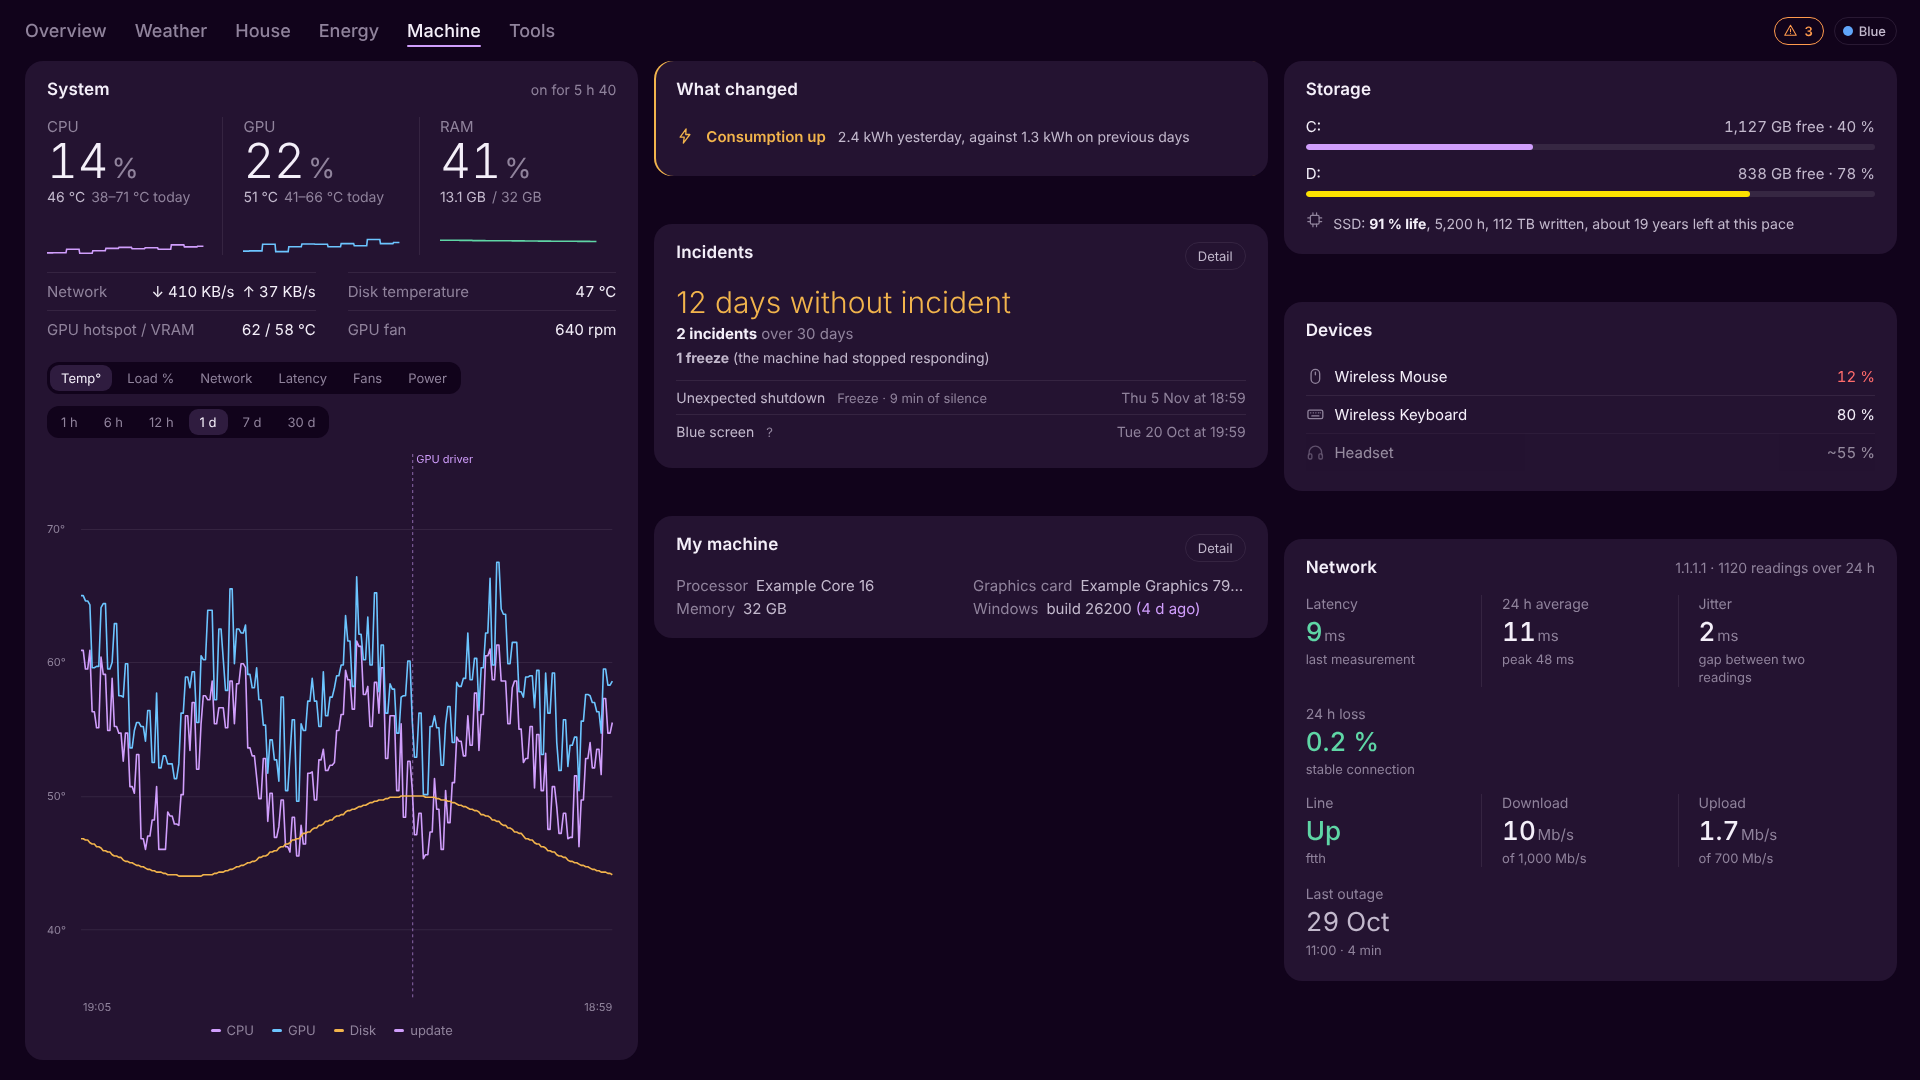 Overview Weather House Energy Machine Tools
3 Blue
System on for 5 h 40
CPU GPU RAM
14 % 22 % 41 %
46 °C 38–71 °C today 51 °C 41–66 °C today 13.1 GB / 32 GB
Network ↓ 410 KB/s ↑ 37 KB/s Disk temperature 47 °C
GPU hotspot / VRAM 62 / 58 °C GPU fan 640 rpm
Temp° Load % Network Latency Fans Power
1 h 6 h 12 h 1 d 7 d 30 d
GPU driver
70°
60°
50°
40°
19:05 18:59
CPU GPU Disk update
What changed
Consumption up 2.4 kWh yesterday, against 1.3 kWh on previous days
Incidents Detail
12 days without incident
2 incidents over 30 days
1 freeze (the machine had stopped responding)
Unexpected shutdown Freeze · 9 min of silence Thu 5 Nov at 18:59
Blue screen ? Tue 20 Oct at 19:59
My machine Detail
Processor Example Core 16 Graphics card Example Graphics 79...
Memory 32 GB Windows build 26200 (4 d ago)
Storage
C: 1,127 GB free · 40 %
D: 838 GB free · 78 %
SSD: 91 % life, 5,200 h, 112 TB written, about 19 years left at this pace
Devices
Wireless Mouse 12 %
Wireless Keyboard 80 %
Headset ~55 %
Network 1.1.1.1 · 1120 readings over 24 h
Latency 24 h average Jitter
9 ms 11 ms 2 ms
last measurement peak 48 ms gap between two
readings
24 h loss
0.2 %
stable connection
Line Download Upload
Up 10 Mb/s 1.7 Mb/s
ftth of 1,000 Mb/s of 700 Mb/s
Last outage
29 Oct
11:00 · 4 min